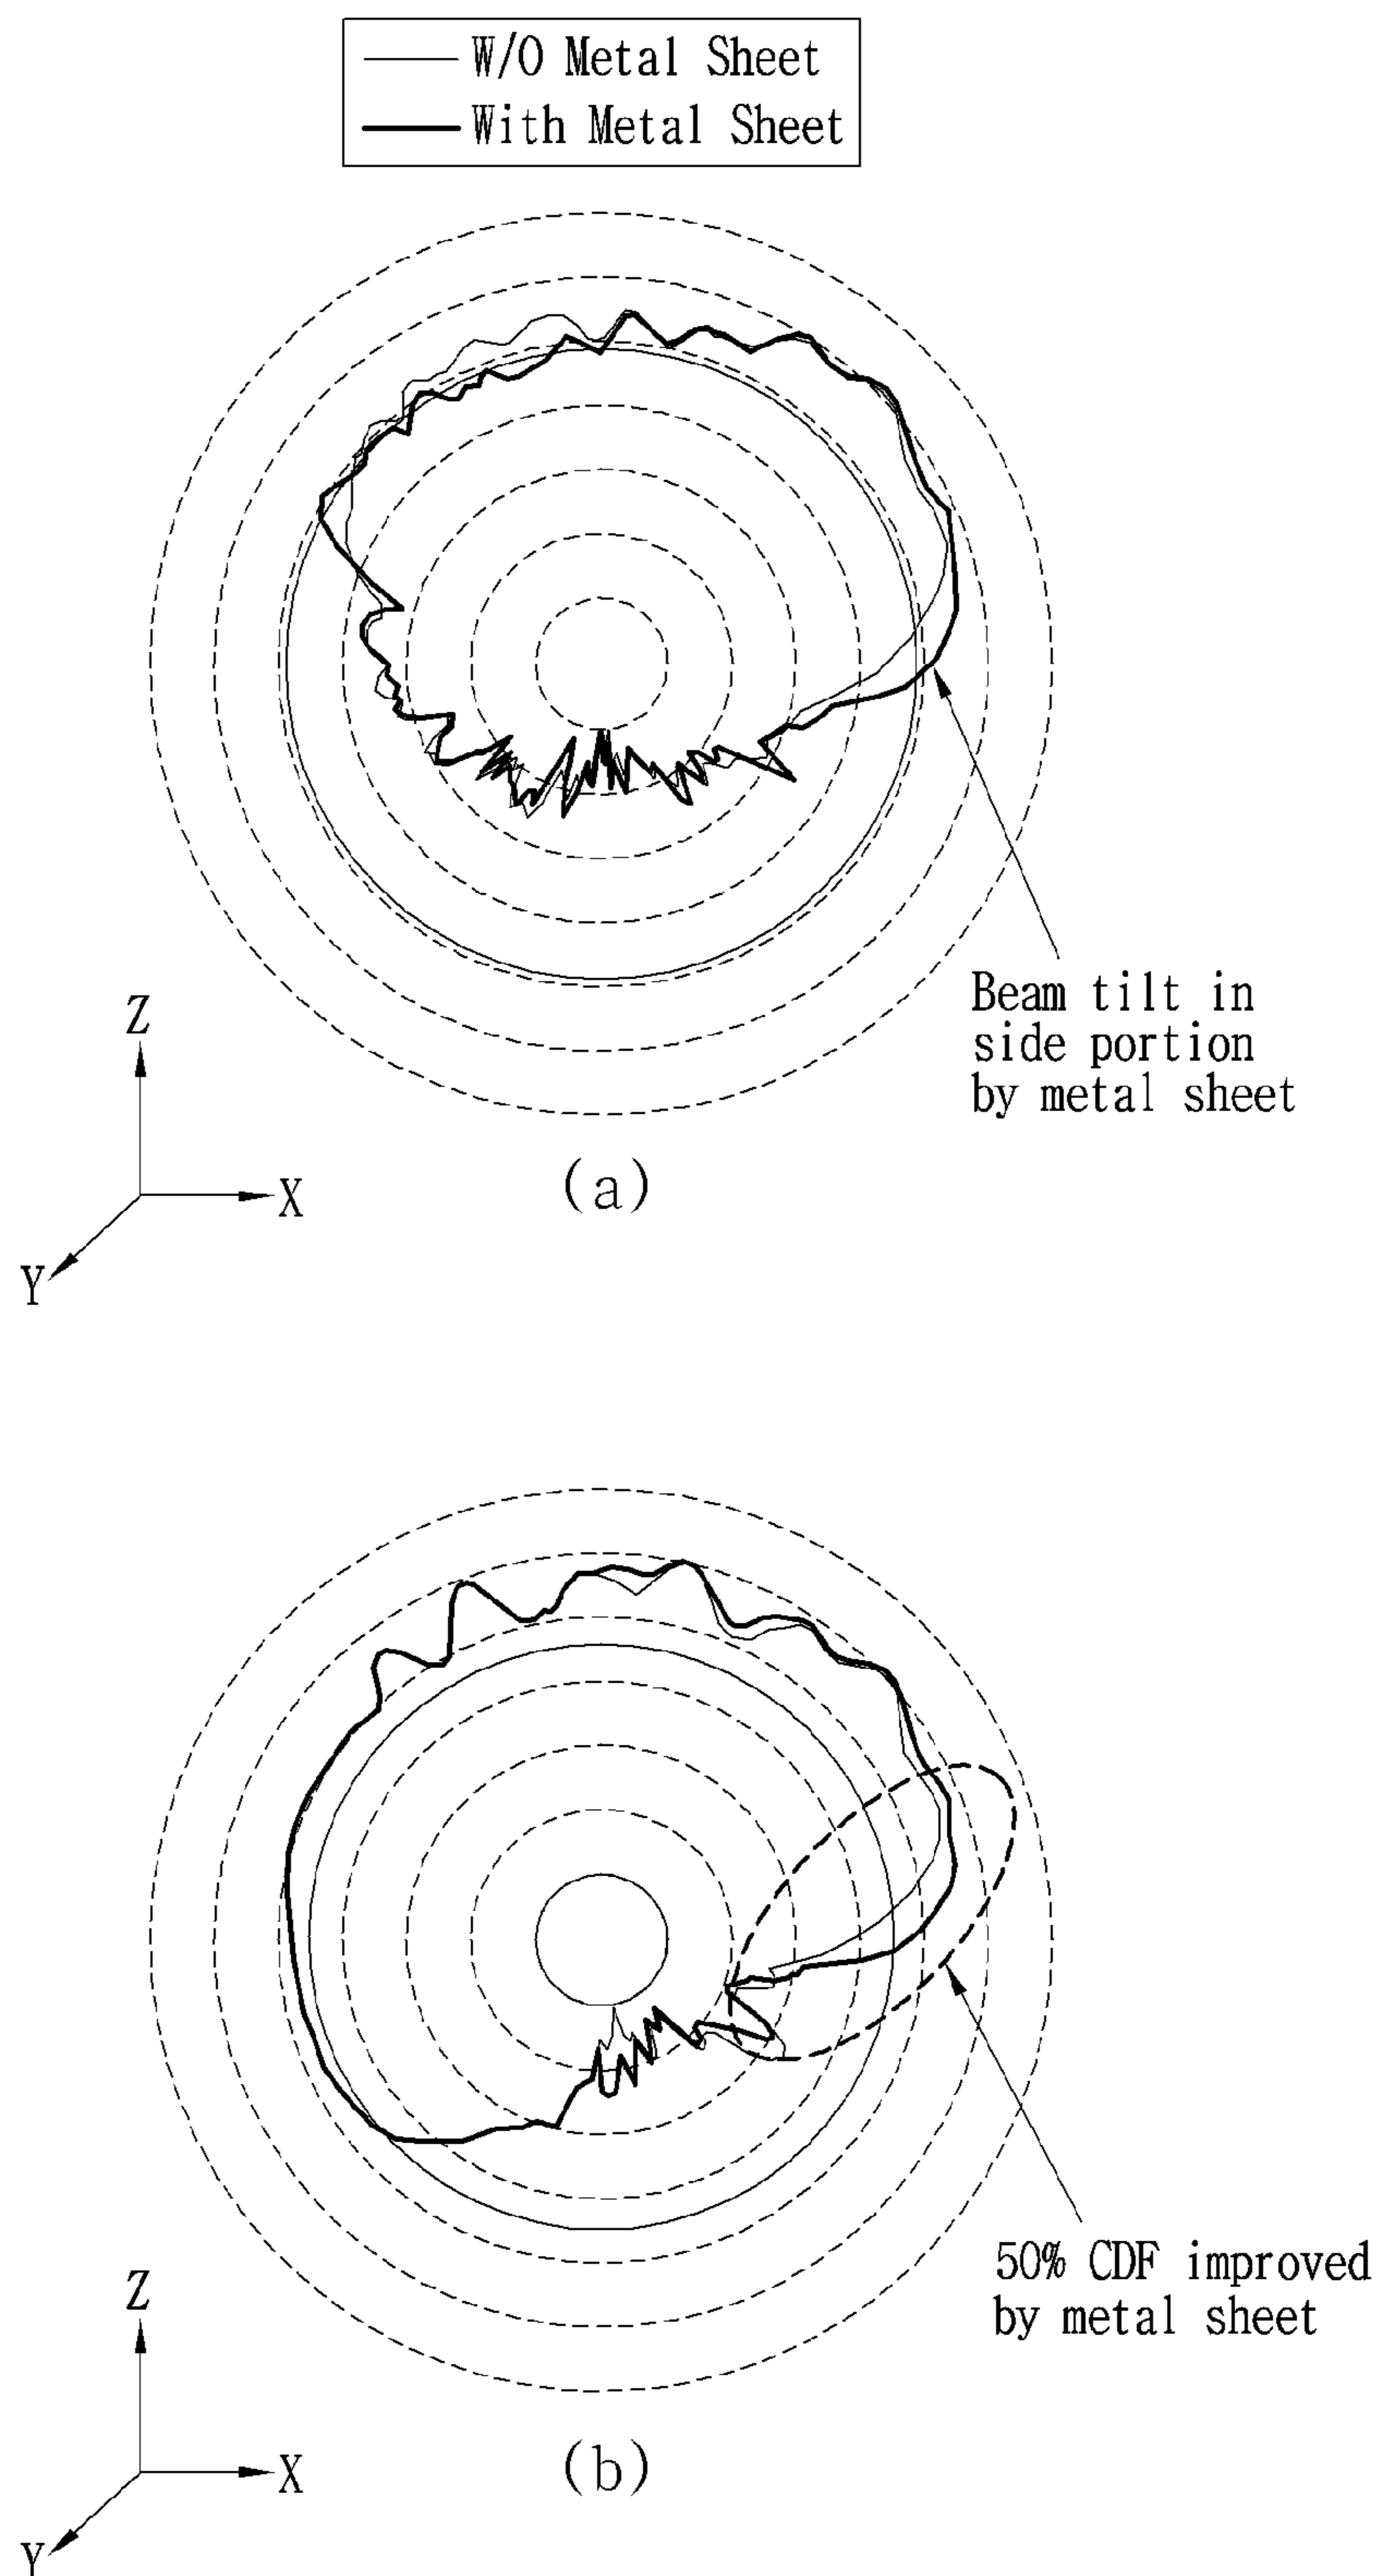 W/O Metal Sheet
With Metal Sheet
Beam tilt in
side portion
by metal sheet
Z
X
Y
(a)
50% CDF improved
by metal sheet
Z
X
Y
(b)